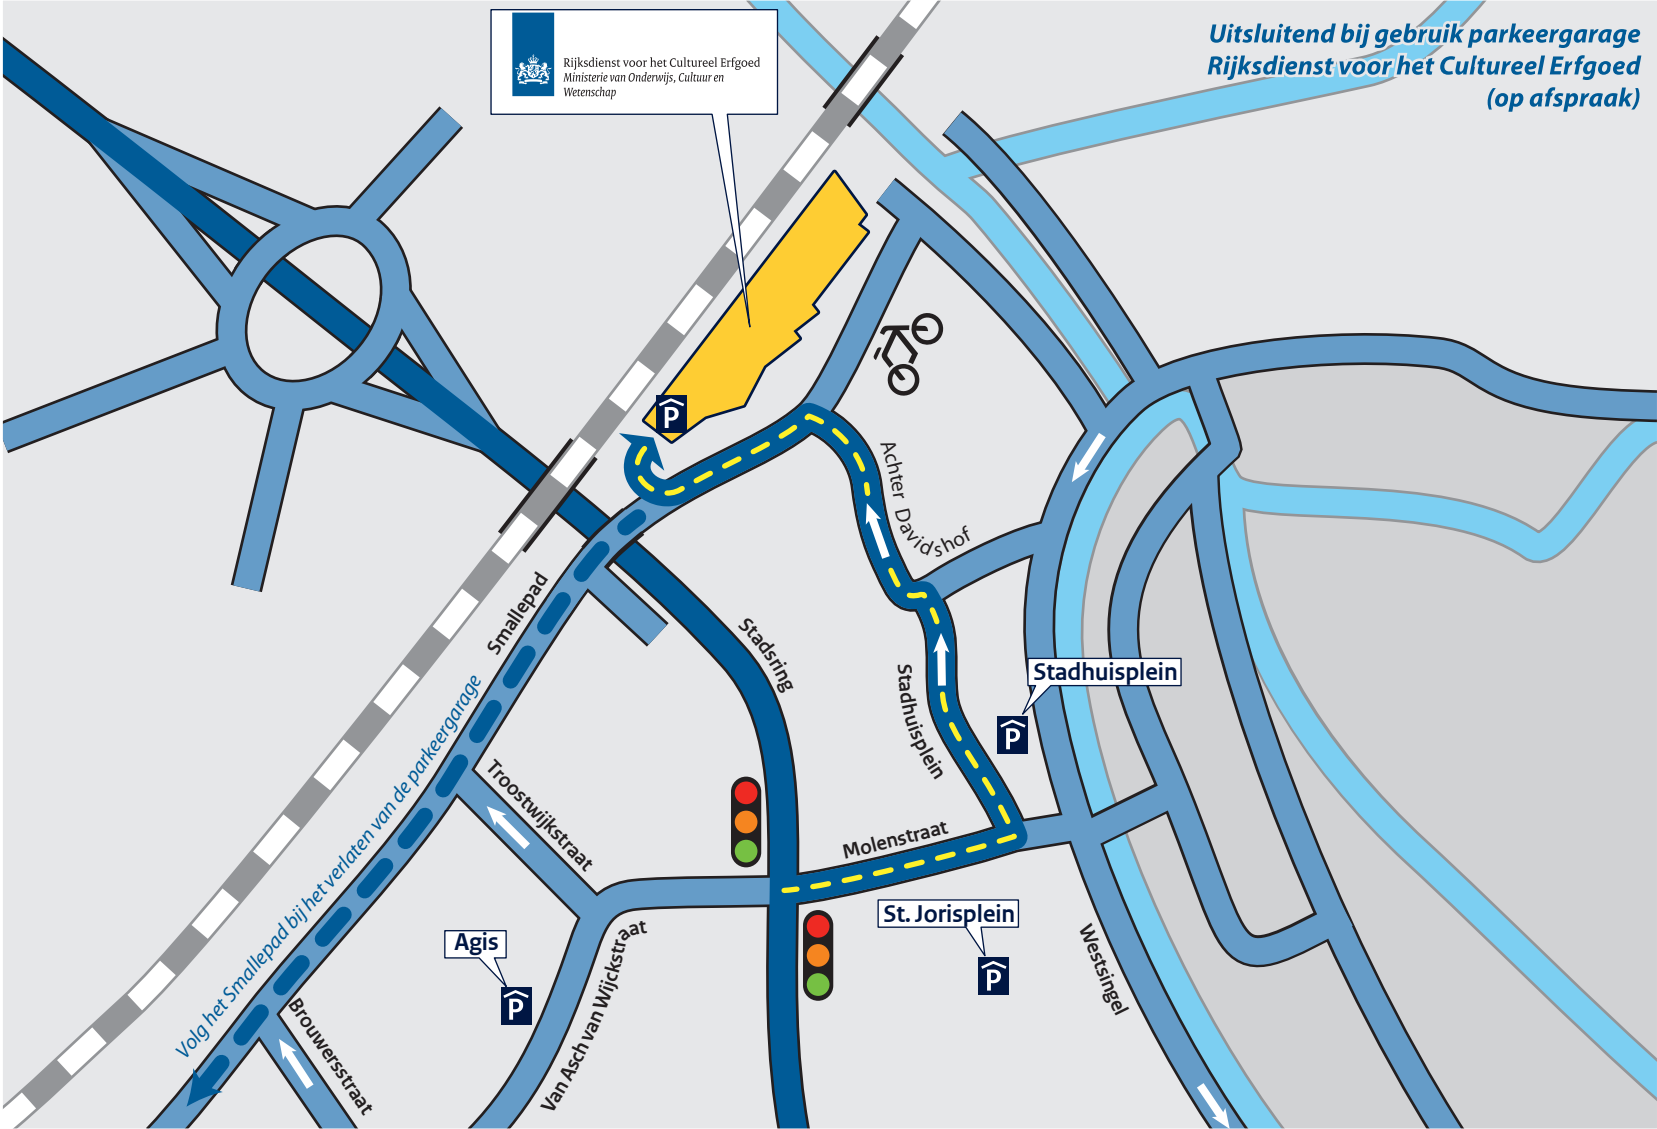 Rijksdienst voor het Cultureel Erfgoed
Ministerie van Onderwijs, Cultuur en
Wetenschap
Uitsluitend bij gebruik parkeergarage
Rijksdienst voor het Cultureel Erfgoed
(op afspraak)
P
Achter Davidshof
Smallepad
Stadsring
Stadhuisplein
Stadhuisplein
P
Volg het Smallepad bij het verlaten van de parkeergarage
Troostwijkstraat
Molenstraat
St. Jorisplein
P
Agis
P
Van Asch van Wijckstraat
Westsingel
Brouwersstraat